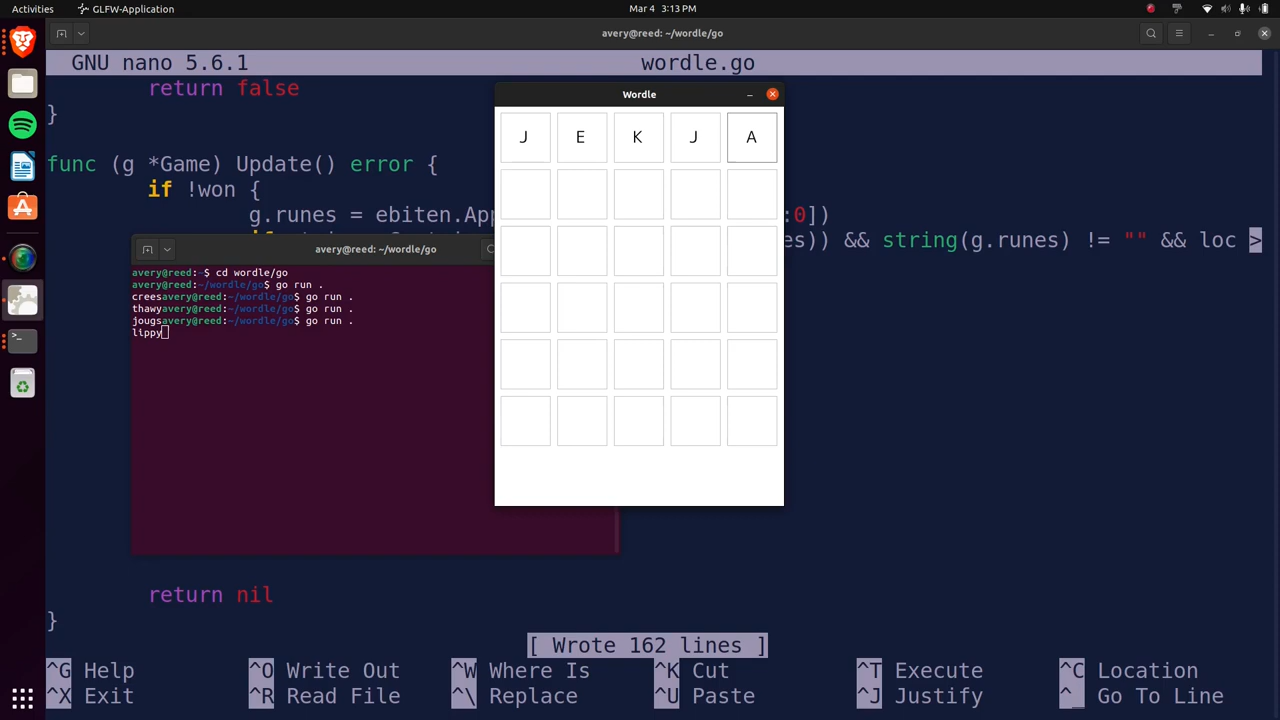 Activities GLFW-Application Mar 4 3:13 PM
avery@reed: ~/wordle/go
GNU nano 5.6.1 wordle.go
return false
}
func (g *Game) Update() error {
if !won {
g.runes = ebiten.App :0])
es)) && string(g.runes) != "" && loc >
return nil
}
[ Wrote 162 lines ]
^G Help ^O Write Out ^W Where Is ^K Cut ^T Execute ^C Location
^X Exit ^R Read File ^\ Replace ^U Paste ^J Justify ^_ Go To Line
avery@reed: ~/wordle/go
avery@reed:~$ cd wordle/go
avery@reed:~/wordle/go$ go run .
creesavery@reed:~/wordle/go$ go run .
thawyavery@reed:~/wordle/go$ go run .
jougsavery@reed:~/wordle/go$ go run .
lippy
Wordle
J E K J A